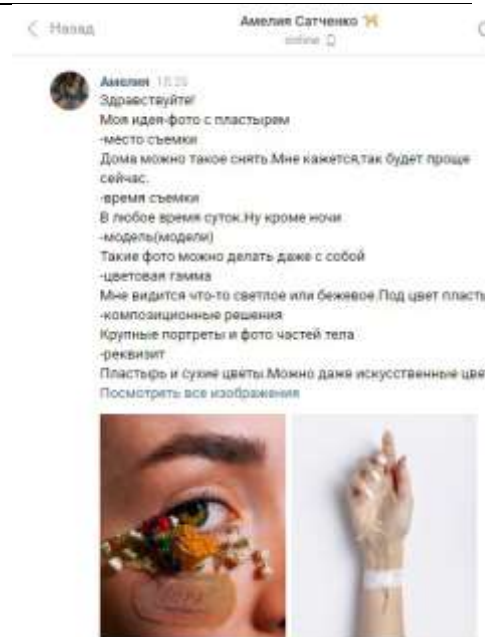 Назад
Амелия Сатченко
online
Амелия 18:29
Здравствуйте!
Моя идея-фото с пластырем
-место съемки
Дома можно такое снять.Мне кажется,так будет проще
сейчас.
-время съемки
В любое время суток.Ну кроме ночи
-модель(модели)
Такие фото можно делать даже с собой
-цветовая гамма
Мне видится что-то светлое или бежевое.Под цвет пласты
-композиционные решения
Крупные портреты и фото частей тела
-реквизит
Пластырь и сухие цветы.Можно даже искусственные цве
Посмотреть все изображения